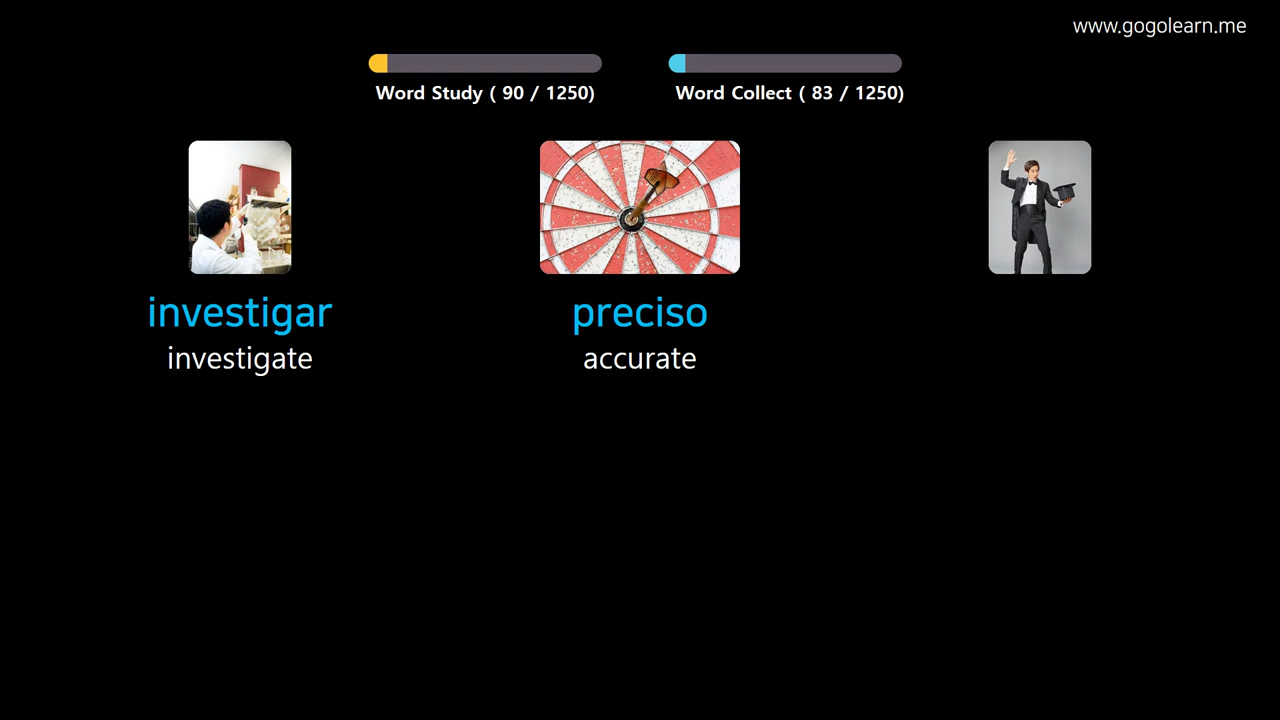 www.gogolearn.me
Word Study ( 90 / 1250)
Word Collect ( 83 / 1250)
investigar
investigate
preciso
accurate